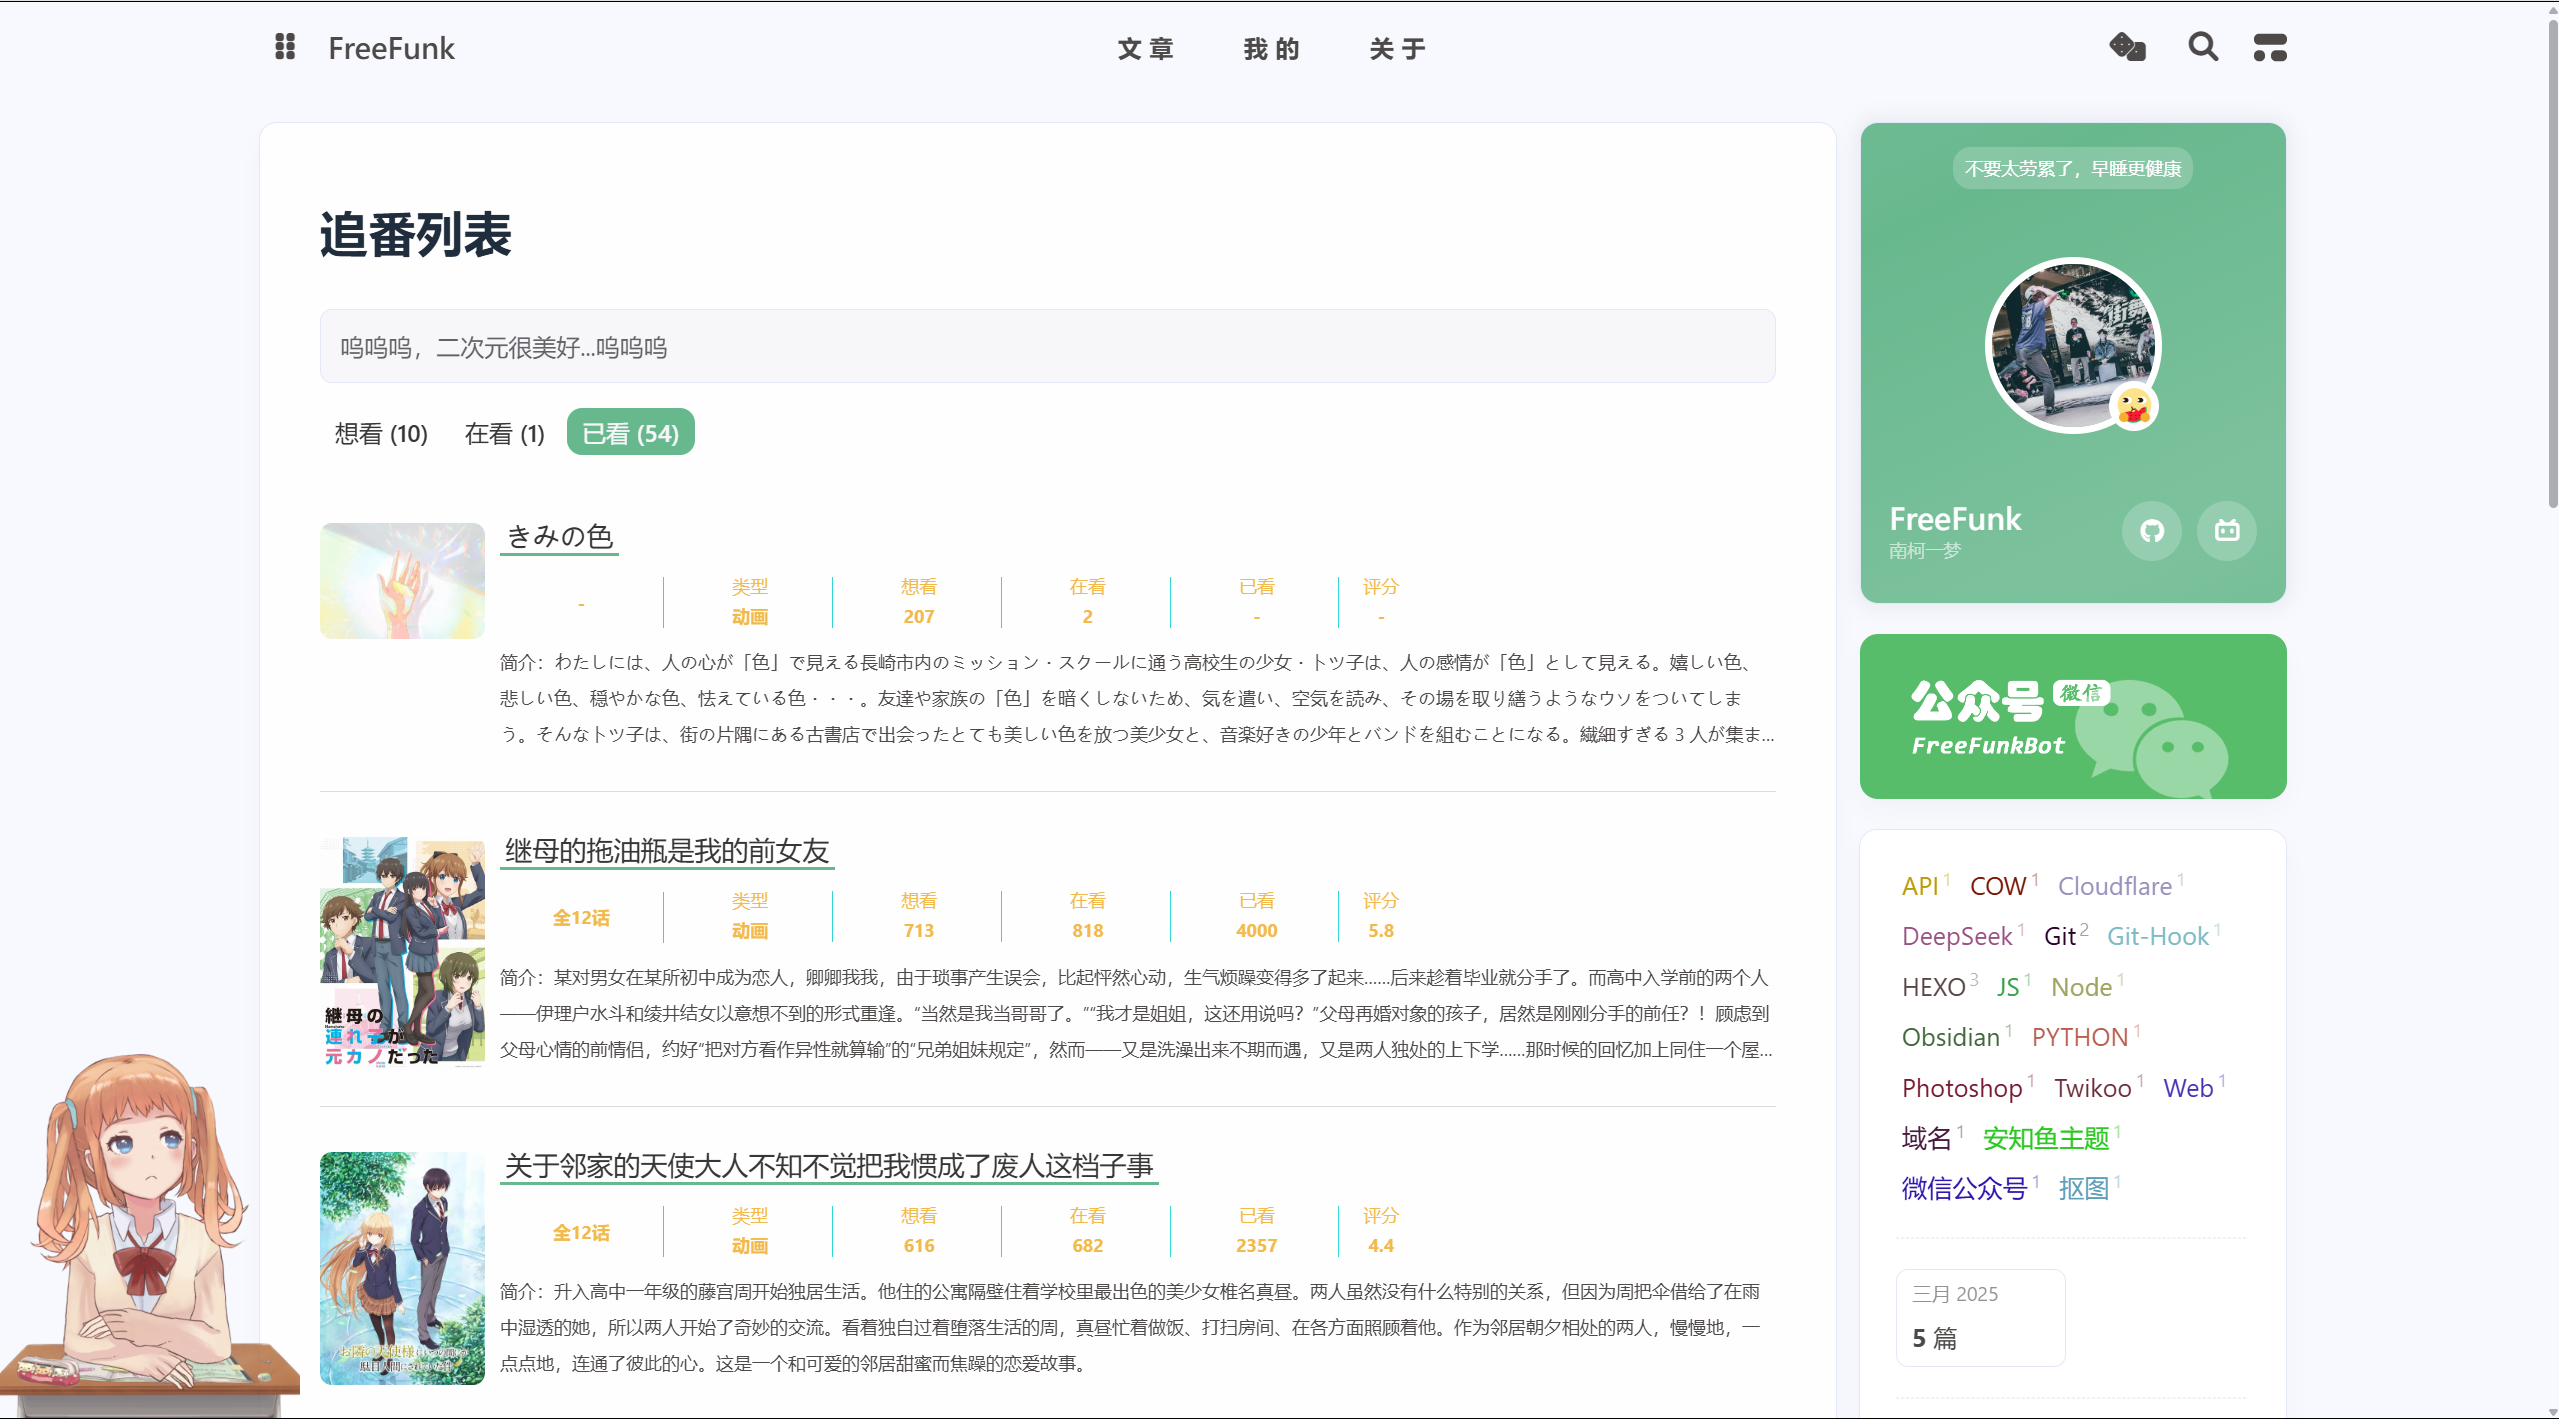 FreeFunk
文章 我的 关于
追番列表
呜呜呜，二次元很美好...呜呜呜
想看 (10) 在看 (1) 已看 (54)
きみの色
- 类型 想看 在看 已看 评分
动画 207 2 - -
简介：わたしには、人の心が「色」で見える長崎市内のミッション・スクールに通う高校生の少女・トツ子は、人の感情が「色」として見える。嬉しい色、
悲しい色、穏やかな色、怯えている色・・・。友達や家族の「色」を暗くしないため、気を遣い、空気を読み、その場を取り繕うようなウソをついてしま
う。そんなトツ子は、街の片隅にある古書店で出会ったとても美しい色を放つ美少女と、音楽好きの少年とバンドを組むことになる。繊細すぎる 3 人が集ま...
継母の
連れ子が
元カノだった
继母的拖油瓶是我的前女友
全12话 类型 想看 在看 已看 评分
动画 713 818 4000 5.8
简介：某对男女在某所初中成为恋人，卿卿我我，由于琐事产生误会，比起怦然心动，生气烦躁变得多了起来......后来趁着毕业就分手了。而高中入学前的两个人
——伊理户水斗和绫井结女以意想不到的形式重逢。“当然是我当哥哥了。”“我才是姐姐，这还用说吗？”父母再婚对象的孩子，居然是刚刚分手的前任？！顾虑到
父母心情的前情侣，约好“把对方看作异性就算输”的“兄弟姐妹规定”，然而——又是洗澡出来不期而遇，又是两人独处的上下学......那时候的回忆加上同住一个屋...
关于邻家的天使大人不知不觉把我惯成了废人这档子事
全12话 类型 想看 在看 已看 评分
动画 616 682 2357 4.4
简介：升入高中一年级的藤宫周开始独居生活。他住的公寓隔壁住着学校里最出色的美少女椎名真昼。两人虽然没有什么特别的关系，但因为周把伞借给了在雨
中湿透的她，所以两人开始了奇妙的交流。看着独自过着堕落生活的周，真昼忙着做饭、打扫房间、在各方面照顾着他。作为邻居朝夕相处的两人，慢慢地，一
点点地，连通了彼此的心。这是一个和可爱的邻居甜蜜而焦躁的恋爱故事。
不要太劳累了，早睡更健康
FreeFunk
南柯一梦
公众号 微信
FreeFunkBot
API 1 COW 1 Cloudflare 1
DeepSeek 1 Git 2 Git-Hook 1
HEXO 3 JS 1 Node 1
Obsidian 1 PYTHON 1
Photoshop 1 Twikoo 1 Web 1
域名 1 安知鱼主题 1
微信公众号 1 抠图 1
三月 2025
5 篇